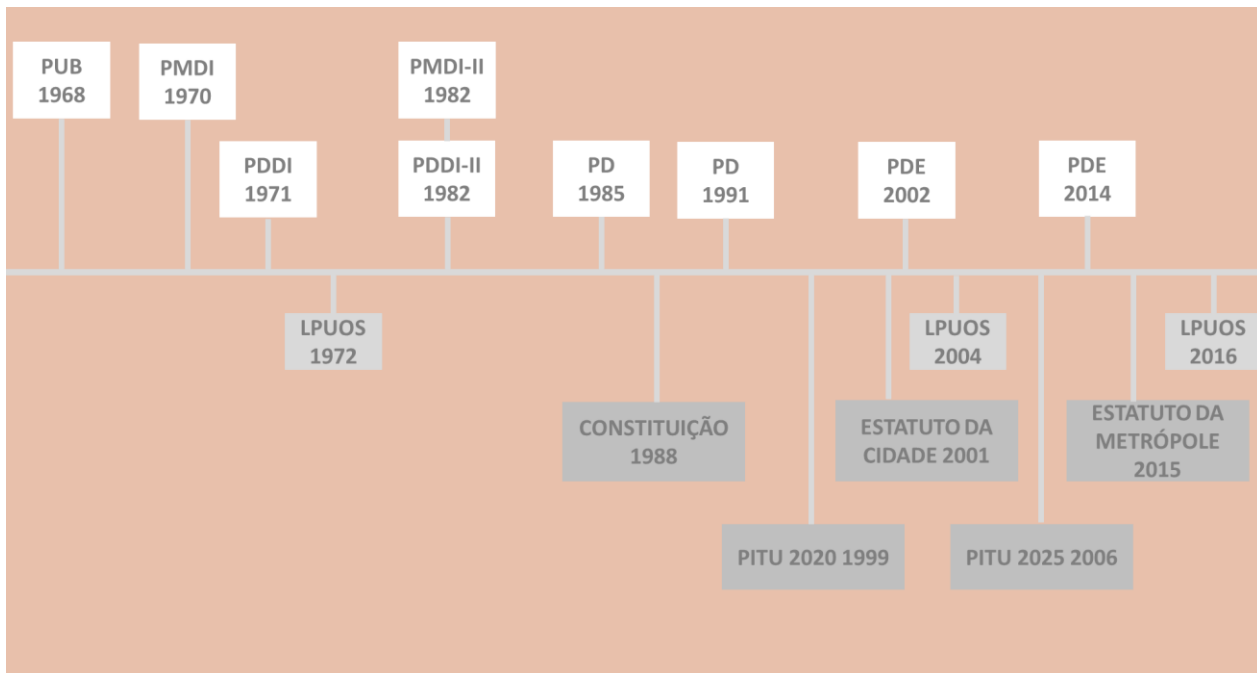 PUB
1968
PMDI
1970
PMDI-II
1982
PDDI
1971
PDDI-II
1982
PD
1985
PD
1991
PDE
2002
PDE
2014
LPUOS
1972
LPUOS
2004
LPUOS
2016
CONSTITUIÇÃO
1988
ESTATUTO DA
CIDADE 2001
ESTATUTO DA
METRÓPOLE
2015
PITU 2020 1999
PITU 2025 2006